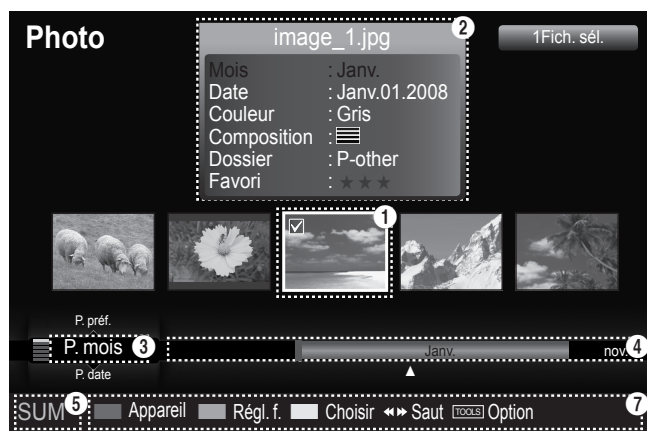 Photo
image_1.jpg
2
1Fich. sél.
Mois : Janv.
Date : Janv.01.2008
Couleur : Gris
Composition :
Dossier : P-other
Favori : ★ ★ ★
1
P. préf.
P. mois 3
Janv.
nov. 4
P. date
SUM 5
Appareil Régl. f. Choisir Saut TOOLS Option 7